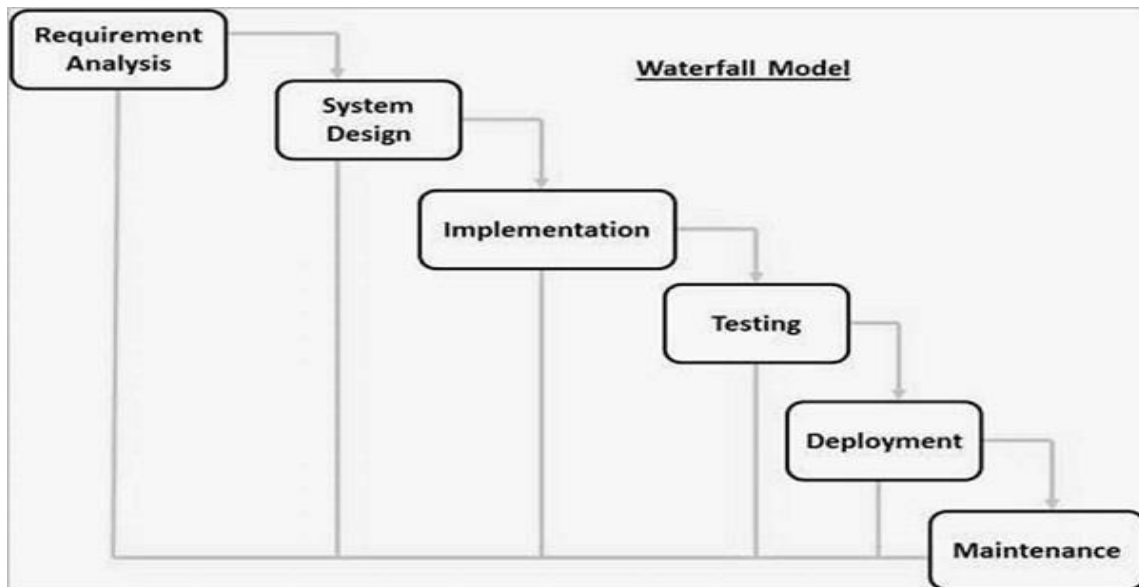 Requirement
Analysis
Waterfall Model
System
Design
Implementation
Testing
Deployment
Maintenance